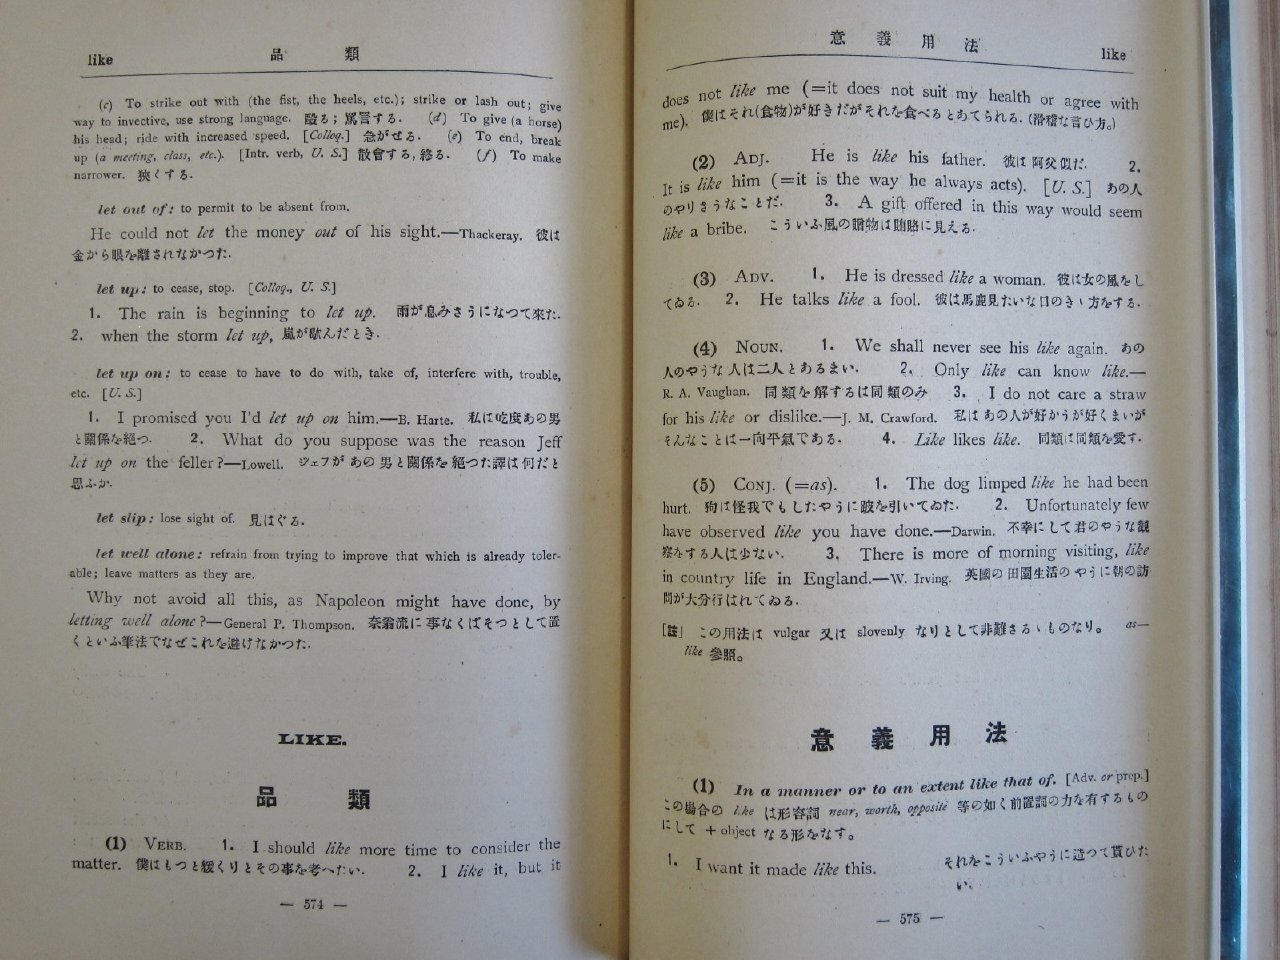 like 品類
(c) To strike out with (the fist, the heels, etc.); strike or lash out; give
way to invective, use strong language. 毆る; 罵言する. (d) To give (a horse)
his head; ride with increased speed. [Colloq.] 急がせる. (e) To end, break
up (a meeting, class, etc.). [Intr. verb, U. S.] 散會する, 終る. (f) To make
narrower. 狹くする.
let out of: to permit to be absent from.
He could not let the money out of his sight.—Thackeray. 彼は
金から眼を離されなかつた.
let up: to cease, stop. [Colloq., U. S.]
1. The rain is beginning to let up. 雨が息みさうになつて來た.
2. when the storm let up, 嵐が歇んだとき.
let up on: to cease to have to do with, take of, interfere with, trouble,
etc. [U. S.]
1. I promised you I'd let up on him.—B. Harte. 私は屹度あの男
と關係を絕つ. 2. What do you suppose was the reason Jeff
let up on the feller?—Lowell. ジェフがあの男と關係を絕つた譯は何だと
思ふか.
let slip: lose sight of. 見はぐる.
let well alone: refrain from trying to improve that which is already toler-
able; leave matters as they are.
Why not avoid all this, as Napoleon might have done, by
letting well alone?—General P. Thompson. 奈翁流に事なくばそつとして置
くといふ筆法でなぜこれを避けなかつた.
LIKE.
品類
(1) VERB. 1. I should like more time to consider the
matter. 僕はもつと緩くりとその事を考へたい. 2. I like it, but it
— 574 —
意義用法 like
does not like me (=it does not suit my health or agree with
me). 僕はそれ(食物)が好きだがそれを食べるとあてられる. (滑稽な言ひ方。)
(2) ADJ. He is like his father. 彼は阿父似だ. 2.
It is like him (=it is the way he always acts). [U. S.] あの人
のやりさうなことだ. 3. A gift offered in this way would seem
like a bribe. こういふ風の贈物は賄賂に見える.
(3) ADV. 1. He is dressed like a woman. 彼は女の風をし
てゐる. 2. He talks like a fool. 彼は馬鹿見たいな口のきゝ方をする.
(4) NOUN. 1. We shall never see his like again. あの
人のやうな人は二人とあるまい. 2. Only like can know like.—
R. A. Vaughan. 同類を解するは同類のみ 3. I do not care a straw
for his like or dislike.—J. M. Crawford. 私はあの人が好かうが好くまいが
そんなことは一向平氣である. 4. Like likes like. 同類は同類を愛す.
(5) CONJ. (=as). 1. The dog limped like he had been
hurt. 狗は怪我でもしたやうに跛を引いてゐた. 2. Unfortunately few
have observed like you have done.—Darwin. 不幸にして君のやうな觀
察をする人は少ない. 3. There is more of morning visiting, like
in country life in England.—W. Irving. 英國の田園生活のやうに朝の訪
問が大分行はれてゐる.
[註] この用法は vulgar 又は slovenly なりとして非難さるゝものなり。 as—
like 參照。
意義用法
(1) In a manner or to an extent like that of. [Adv. or prep.]
この場合の like は形容詞 near, worth, opposite 等の如く前置詞の力を有するもの
にして + object なる形をなす。
1. I want it made like this. それをこういふやうに造つて貰ひた
い.
— 575 —